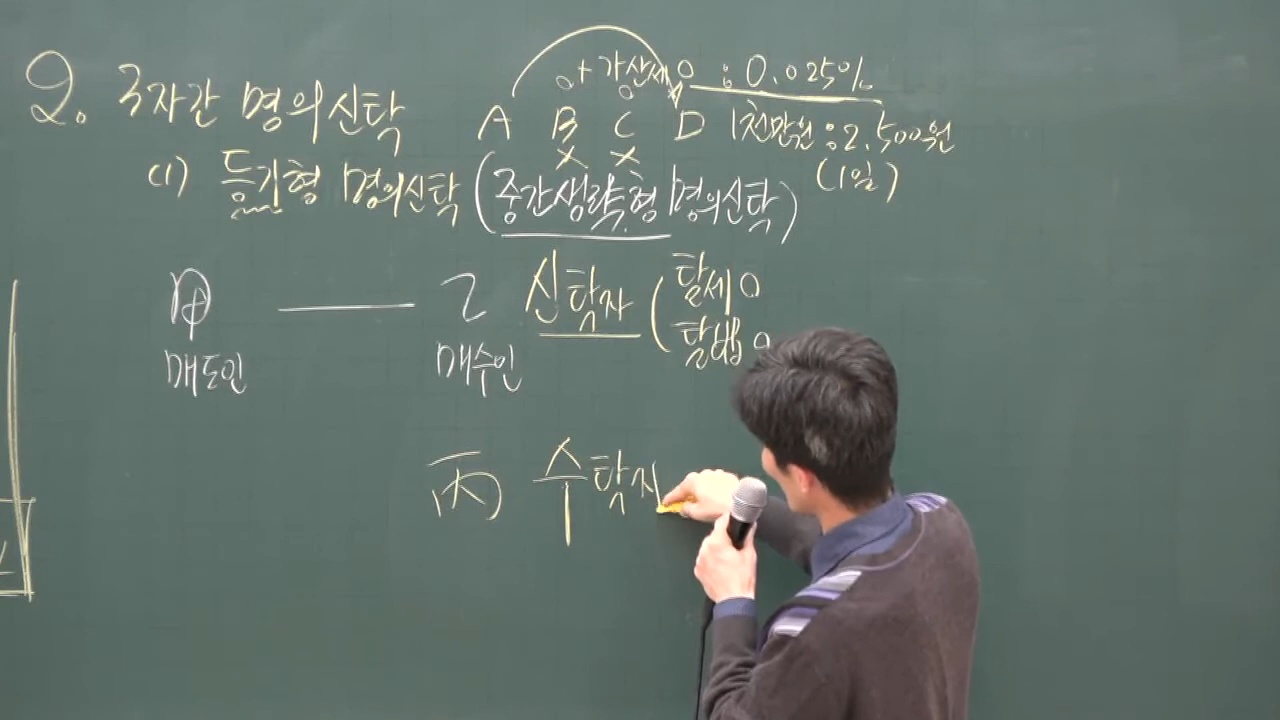 2. 3자간 명의신탁
+ 가산세 : 0.025%
A B C D 1천만원 : 2,500원
X X (1일)
(1) 등기형 명의신탁 (중간생략형 명의신탁)
甲 — 乙 신탁자 (탈세 O
탈법 O
매도인 매수인
丙 수탁자